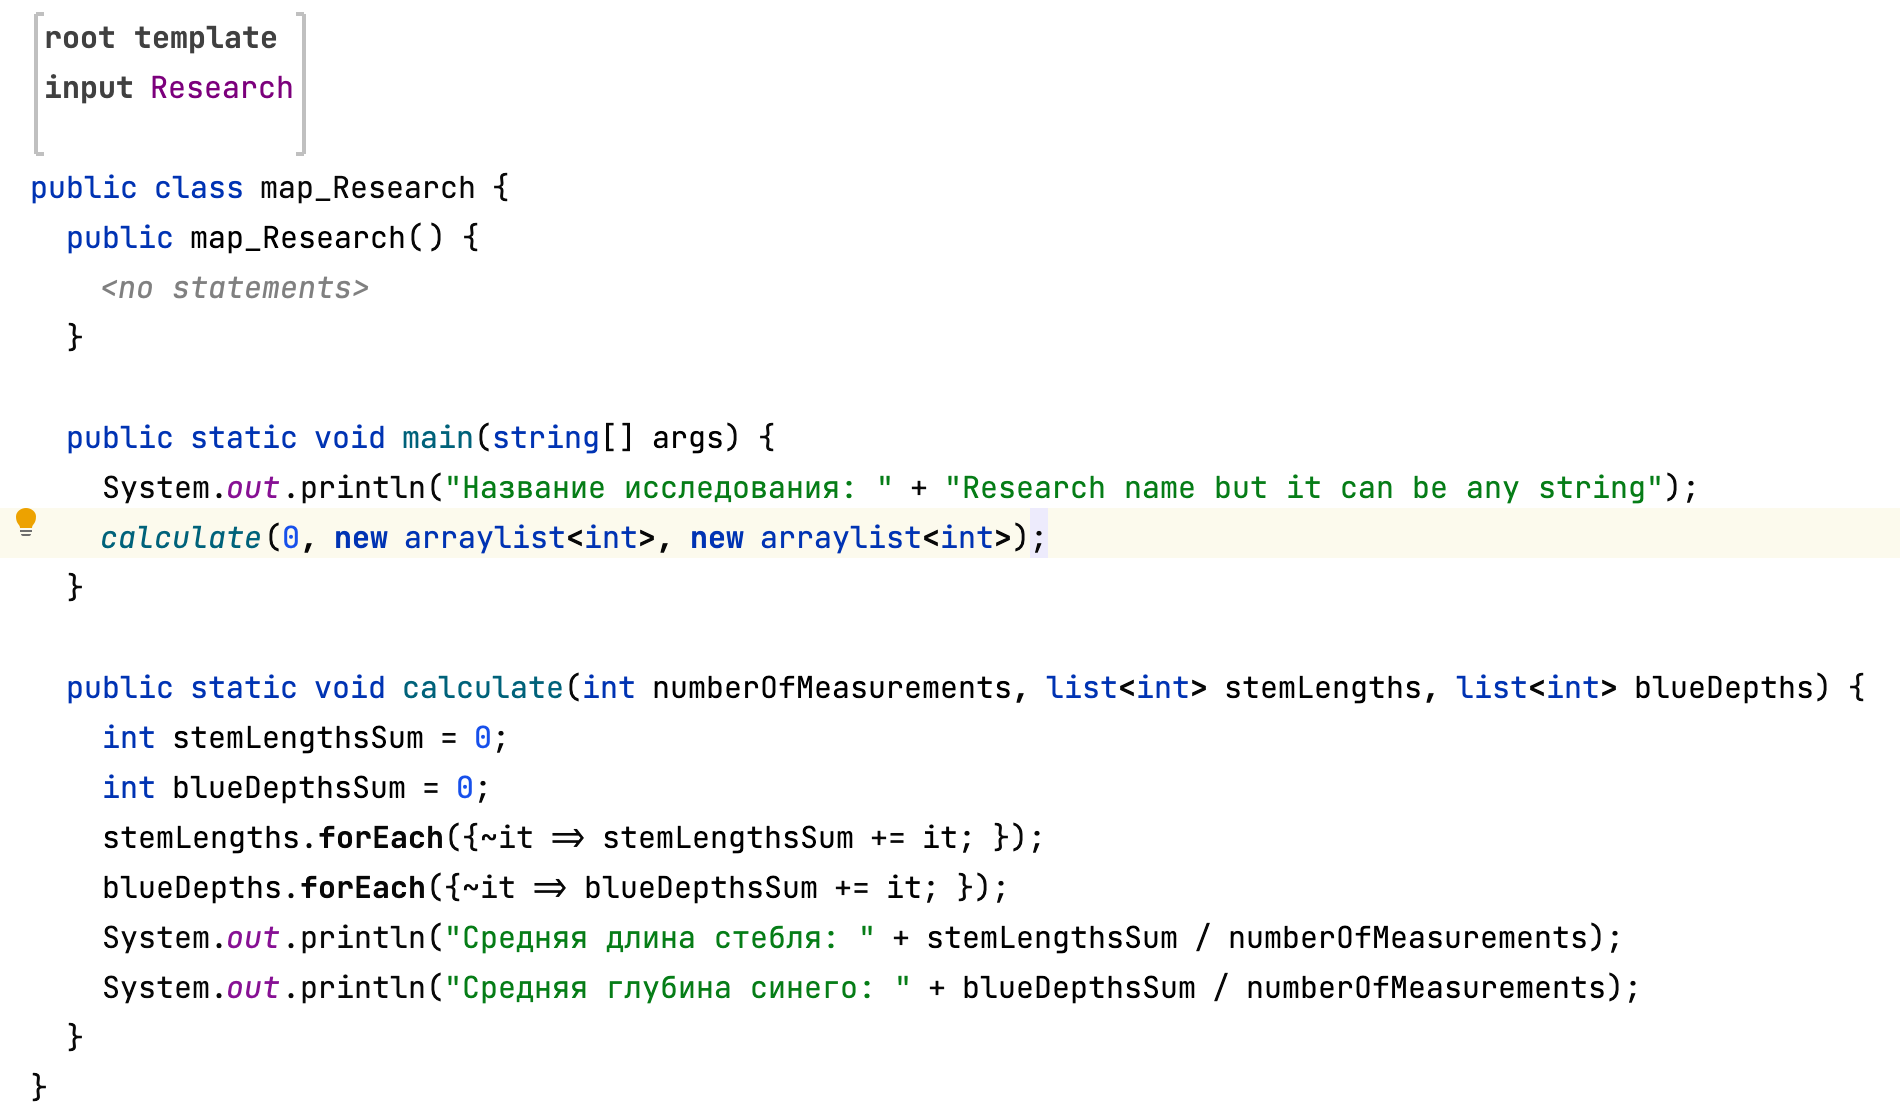 root template
input Research
public class map_Research {
public map_Research() {
<no statements>
}
public static void main(string[] args) {
System.out.println("Название исследования: " + "Research name but it can be any string");
calculate(0, new arraylist<int>, new arraylist<int>);
}
public static void calculate(int numberOfMeasurements, list<int> stemLengths, list<int> blueDepths) {
int stemLengthsSum = 0;
int blueDepthsSum = 0;
stemLengths.forEach({~it => stemLengthsSum += it; });
blueDepths.forEach({~it => blueDepthsSum += it; });
System.out.println("Средняя длина стебля: " + stemLengthsSum / numberOfMeasurements);
System.out.println("Средняя глубина синего: " + blueDepthsSum / numberOfMeasurements);
}
}